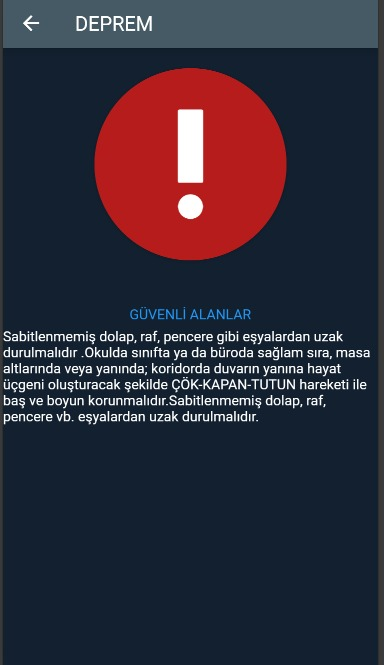 DEPREM
GÜVENLİ ALANLAR
Sabitlenmemiş dolap, raf, pencere gibi eşyalardan uzak
durulmalıdır .Okulda sınıfta ya da büroda sağlam sıra, masa
altlarında veya yanında; koridorda duvarın yanına hayat
üçgeni oluşturacak şekilde ÇÖK-KAPAN-TUTUN hareketi ile
baş ve boyun korunmalıdır.Sabitlenmemiş dolap, raf,
pencere vb. eşyalardan uzak durulmalıdır.